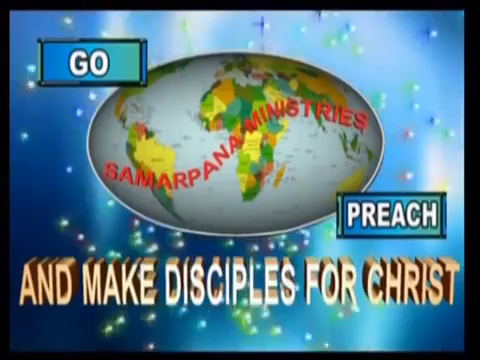 GO
SAMARPANA MINISTRIES
PREACH
AND MAKE DISCIPLES FOR CHRIST